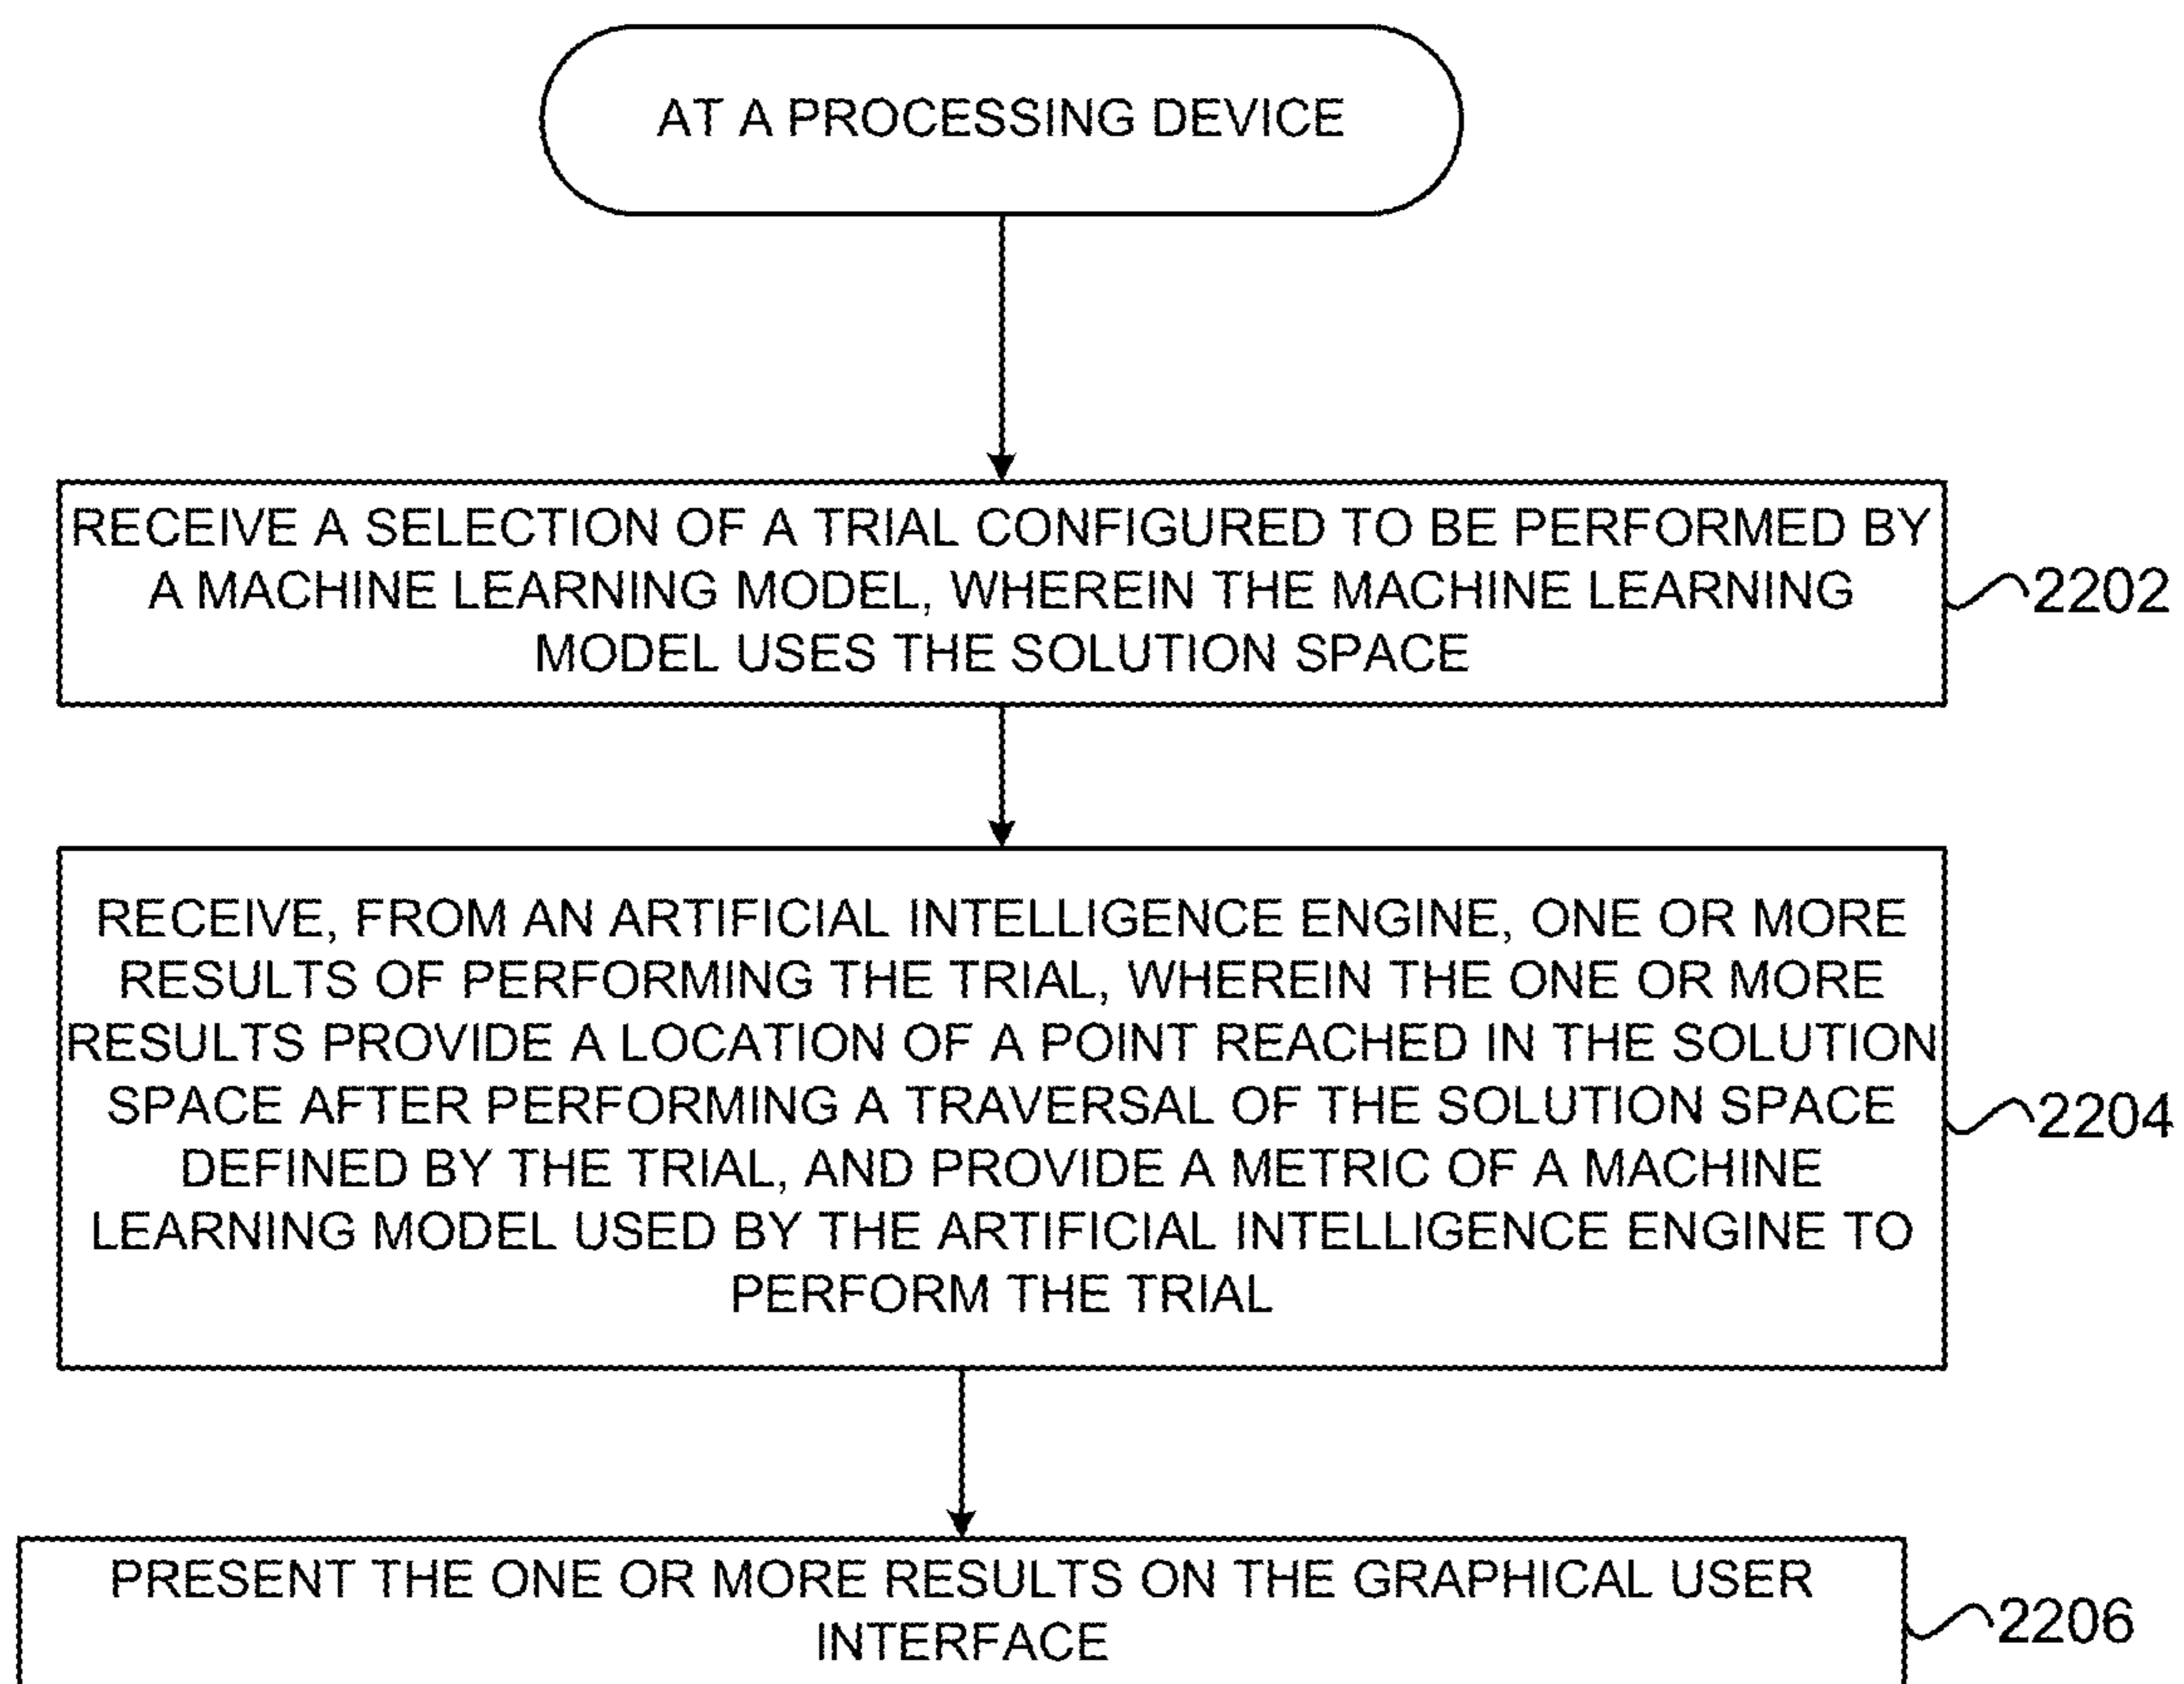 AT A PROCESSING DEVICE
RECEIVE A SELECTION OF A TRIAL CONFIGURED TO BE PERFORMED BY
A MACHINE LEARNING MODEL, WHEREIN THE MACHINE LEARNING
MODEL USES THE SOLUTION SPACE
2202
RECEIVE, FROM AN ARTIFICIAL INTELLIGENCE ENGINE, ONE OR MORE
RESULTS OF PERFORMING THE TRIAL, WHEREIN THE ONE OR MORE
RESULTS PROVIDE A LOCATION OF A POINT REACHED IN THE SOLUTION
SPACE AFTER PERFORMING A TRAVERSAL OF THE SOLUTION SPACE
DEFINED BY THE TRIAL, AND PROVIDE A METRIC OF A MACHINE
LEARNING MODEL USED BY THE ARTIFICIAL INTELLIGENCE ENGINE TO
PERFORM THE TRIAL
2204
PRESENT THE ONE OR MORE RESULTS ON THE GRAPHICAL USER
INTERFACE
2206